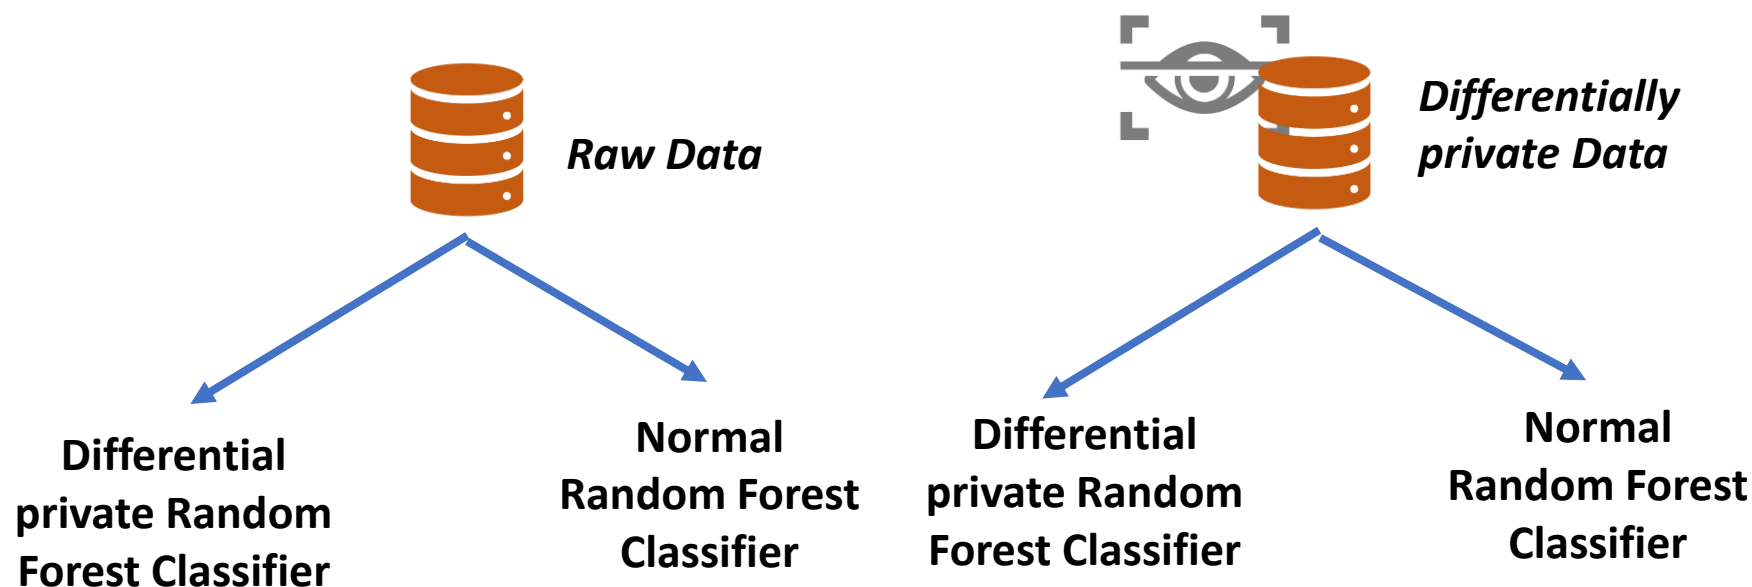 Raw Data
Differentially
private Data
Differential
private Random
Forest Classifier
Normal
Random Forest
Classifier
Differential
private Random
Forest Classifier
Normal
Random Forest
Classifier